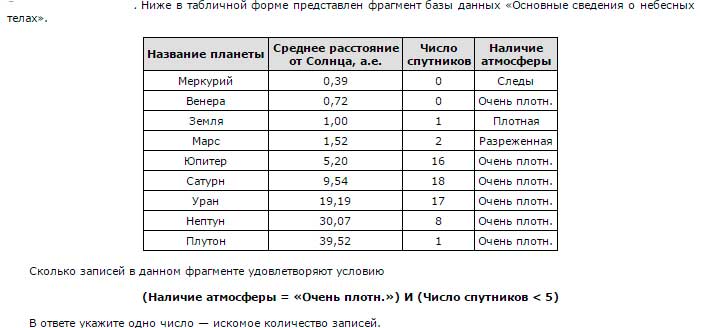 . Ниже в табличной форме представлен фрагмент базы данных «Основные сведения о небесных
телах».
Название планеты Среднее расстояние от Солнца, а.е. Число спутников Наличие атмосферы
Меркурий 0,39 0 Следы
Венера 0,72 0 Очень плотн.
Земля 1,00 1 Плотная
Марс 1,52 2 Разреженная
Юпитер 5,20 16 Очень плотн.
Сатурн 9,54 18 Очень плотн.
Уран 19,19 17 Очень плотн.
Нептун 30,07 8 Очень плотн.
Плутон 39,52 1 Очень плотн.
Сколько записей в данном фрагменте удовлетворяют условию
(Наличие атмосферы = «Очень плотн.») И (Число спутников < 5)
В ответе укажите одно число — искомое количество записей.